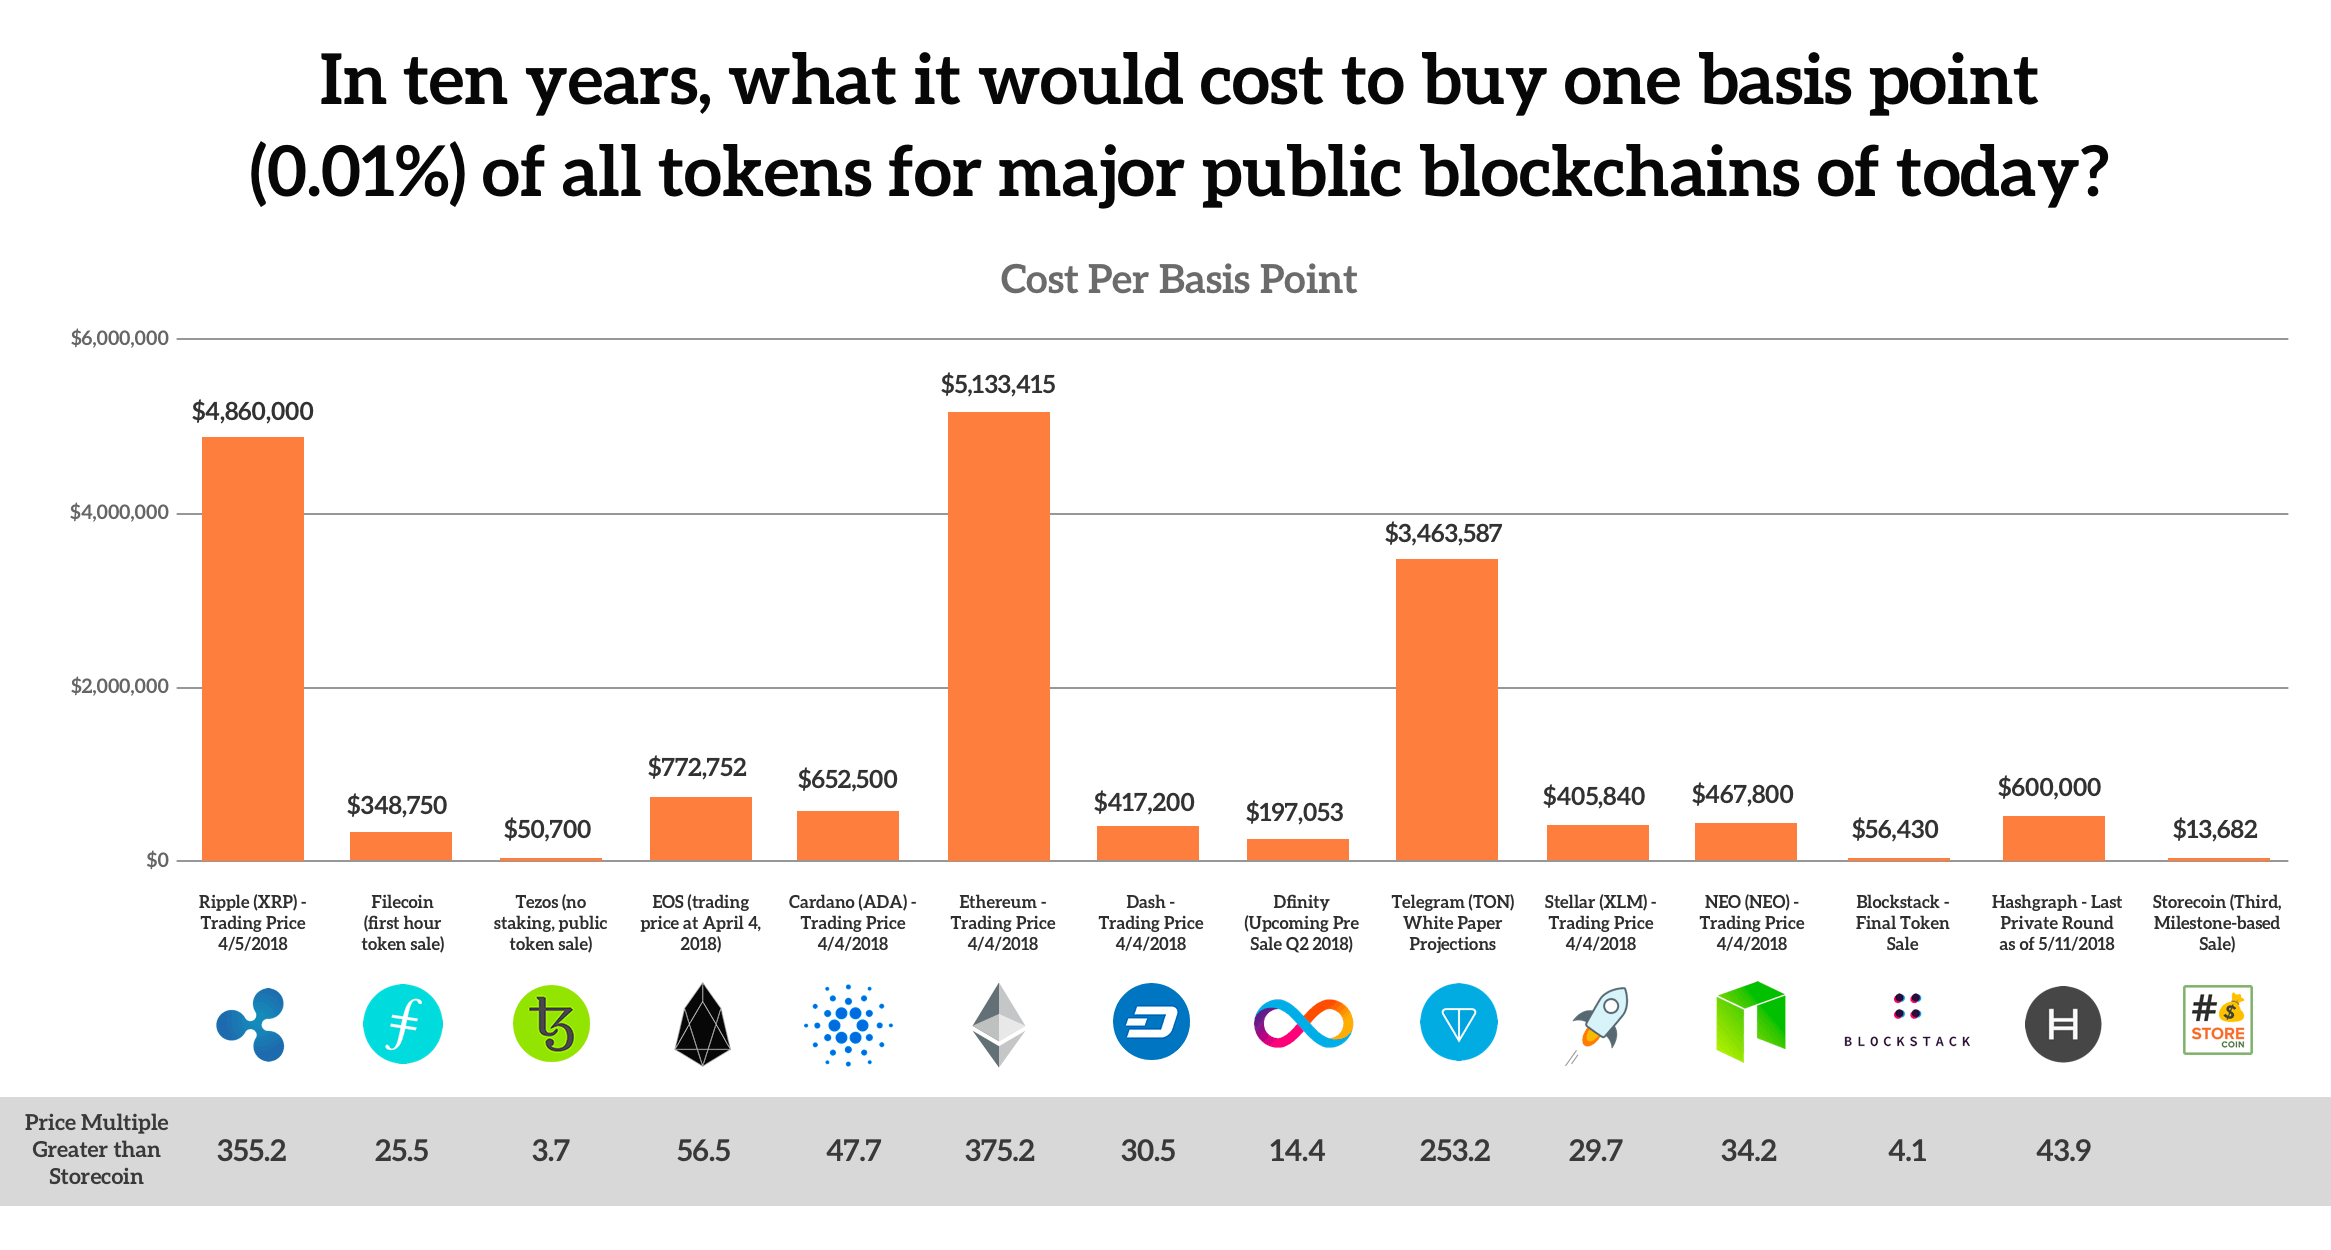 In ten years, what it would cost to buy one basis point
(0.01%) of all tokens for major public blockchains of today?
Cost Per Basis Point
$6,000,000
$4,000,000
$2,000,000
$0
$4,860,000
$348,750
$50,700
$772,752
$652,500
$5,133,415
$417,200
$197,053
$3,463,587
$405,840
$467,800
$56,430
$600,000
$13,682
Ripple (XRP) -
Trading Price
4/5/2018
Filecoin
(first hour
token sale)
Tezos (no
staking, public
token sale)
EOS (trading
price at April 4,
2018)
Cardano (ADA) -
Trading Price
4/4/2018
Ethereum -
Trading Price
4/4/2018
Dash -
Trading Price
4/4/2018
Dfinity
(Upcoming Pre
Sale Q2 2018)
Telegram (TON)
White Paper
Projections
Stellar (XLM) -
Trading Price
4/4/2018
NEO (NEO) -
Trading Price
4/4/2018
Blockstack -
Final Token
Sale
Hashgraph - Last
Private Round
as of 5/11/2018
Storecoin (Third,
Milestone-based
Sale)
BLOCKSTACK
#$
STORE
COIN
Price Multiple
Greater than
Storecoin
355.2
25.5
3.7
56.5
47.7
375.2
30.5
14.4
253.2
29.7
34.2
4.1
43.9